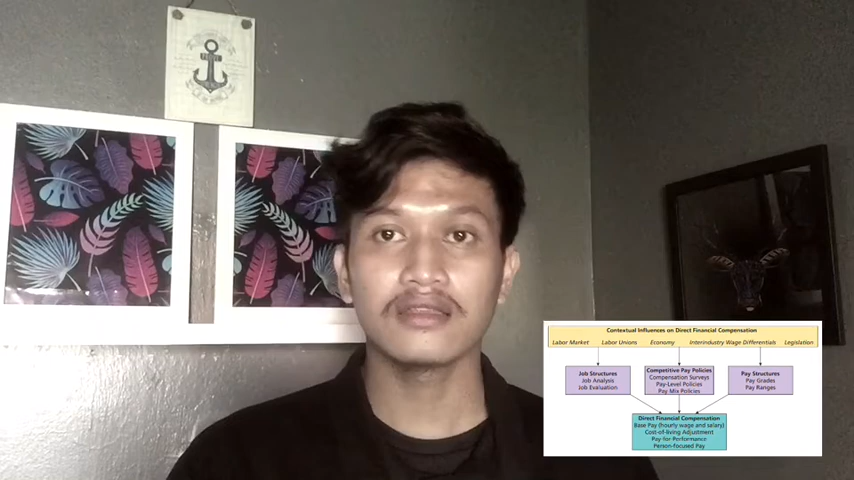 Contextual Influences on Direct Financial Compensation
Labor Market Labor Unions Economy Interindustry Wage Differentials Legislation
Job Structures
Job Analysis
Job Evaluation
Competitive Pay Policies
Compensation Surveys
Pay-Level Policies
Pay Mix Policies
Pay Structures
Pay Grades
Pay Ranges
Direct Financial Compensation
Base Pay (hourly wage and salary)
Cost-of-living Adjustment
Pay-for Performance
Person-focused Pay